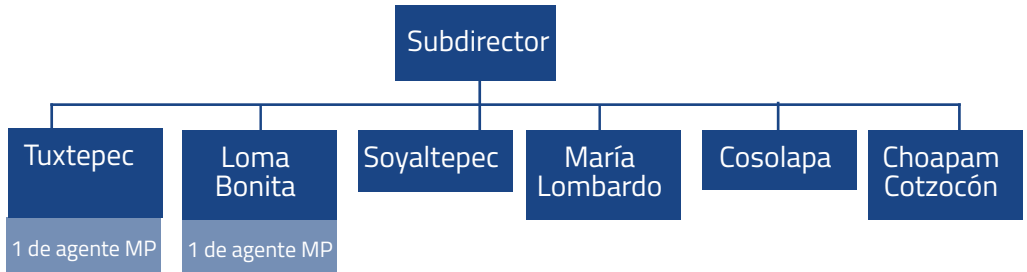 Subdirector
Tuxtepec
Loma
Bonita
Soyaltepec
María
Lombardo
Cosolapa
Choapam
Cotzocón
1 de agente MP
1 de agente MP